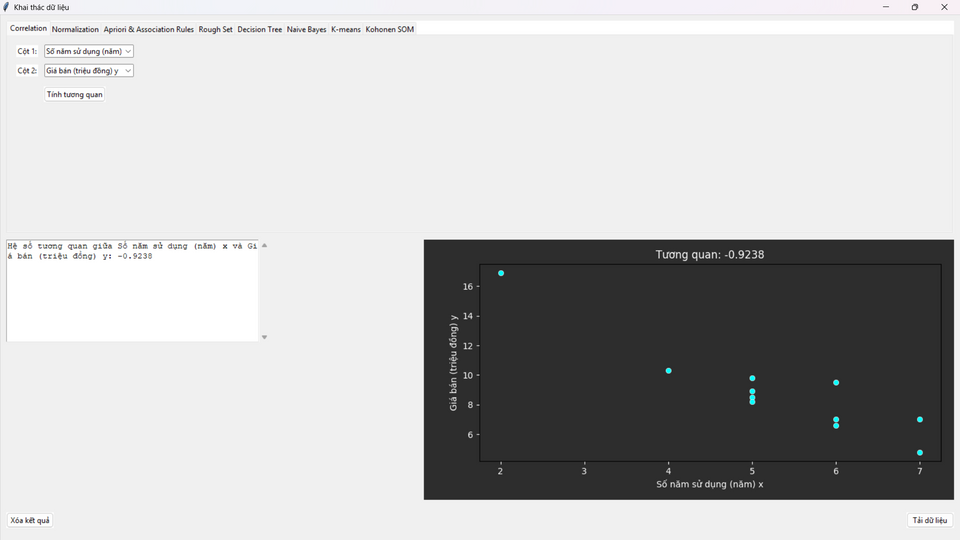 Khai thác dữ liệu
Correlation Normalization Apriori & Association Rules Rough Set Decision Tree Naive Bayes K-means Kohonen SOM
Cột 1: Số năm sử dụng (năm)
Cột 2: Giá bán (triệu đồng) y
Tính tương quan
Hệ số tương quan giữa Số năm sử dụng (năm) x và Gi
á bán (triệu đồng) y: -0.9238
Tương quan: -0.9238
Giá bán (triệu đồng) y
16
14
12
10
8
6
2 3 4 5 6 7
Số năm sử dụng (năm) x
Xóa kết quả
Tải dữ liệu